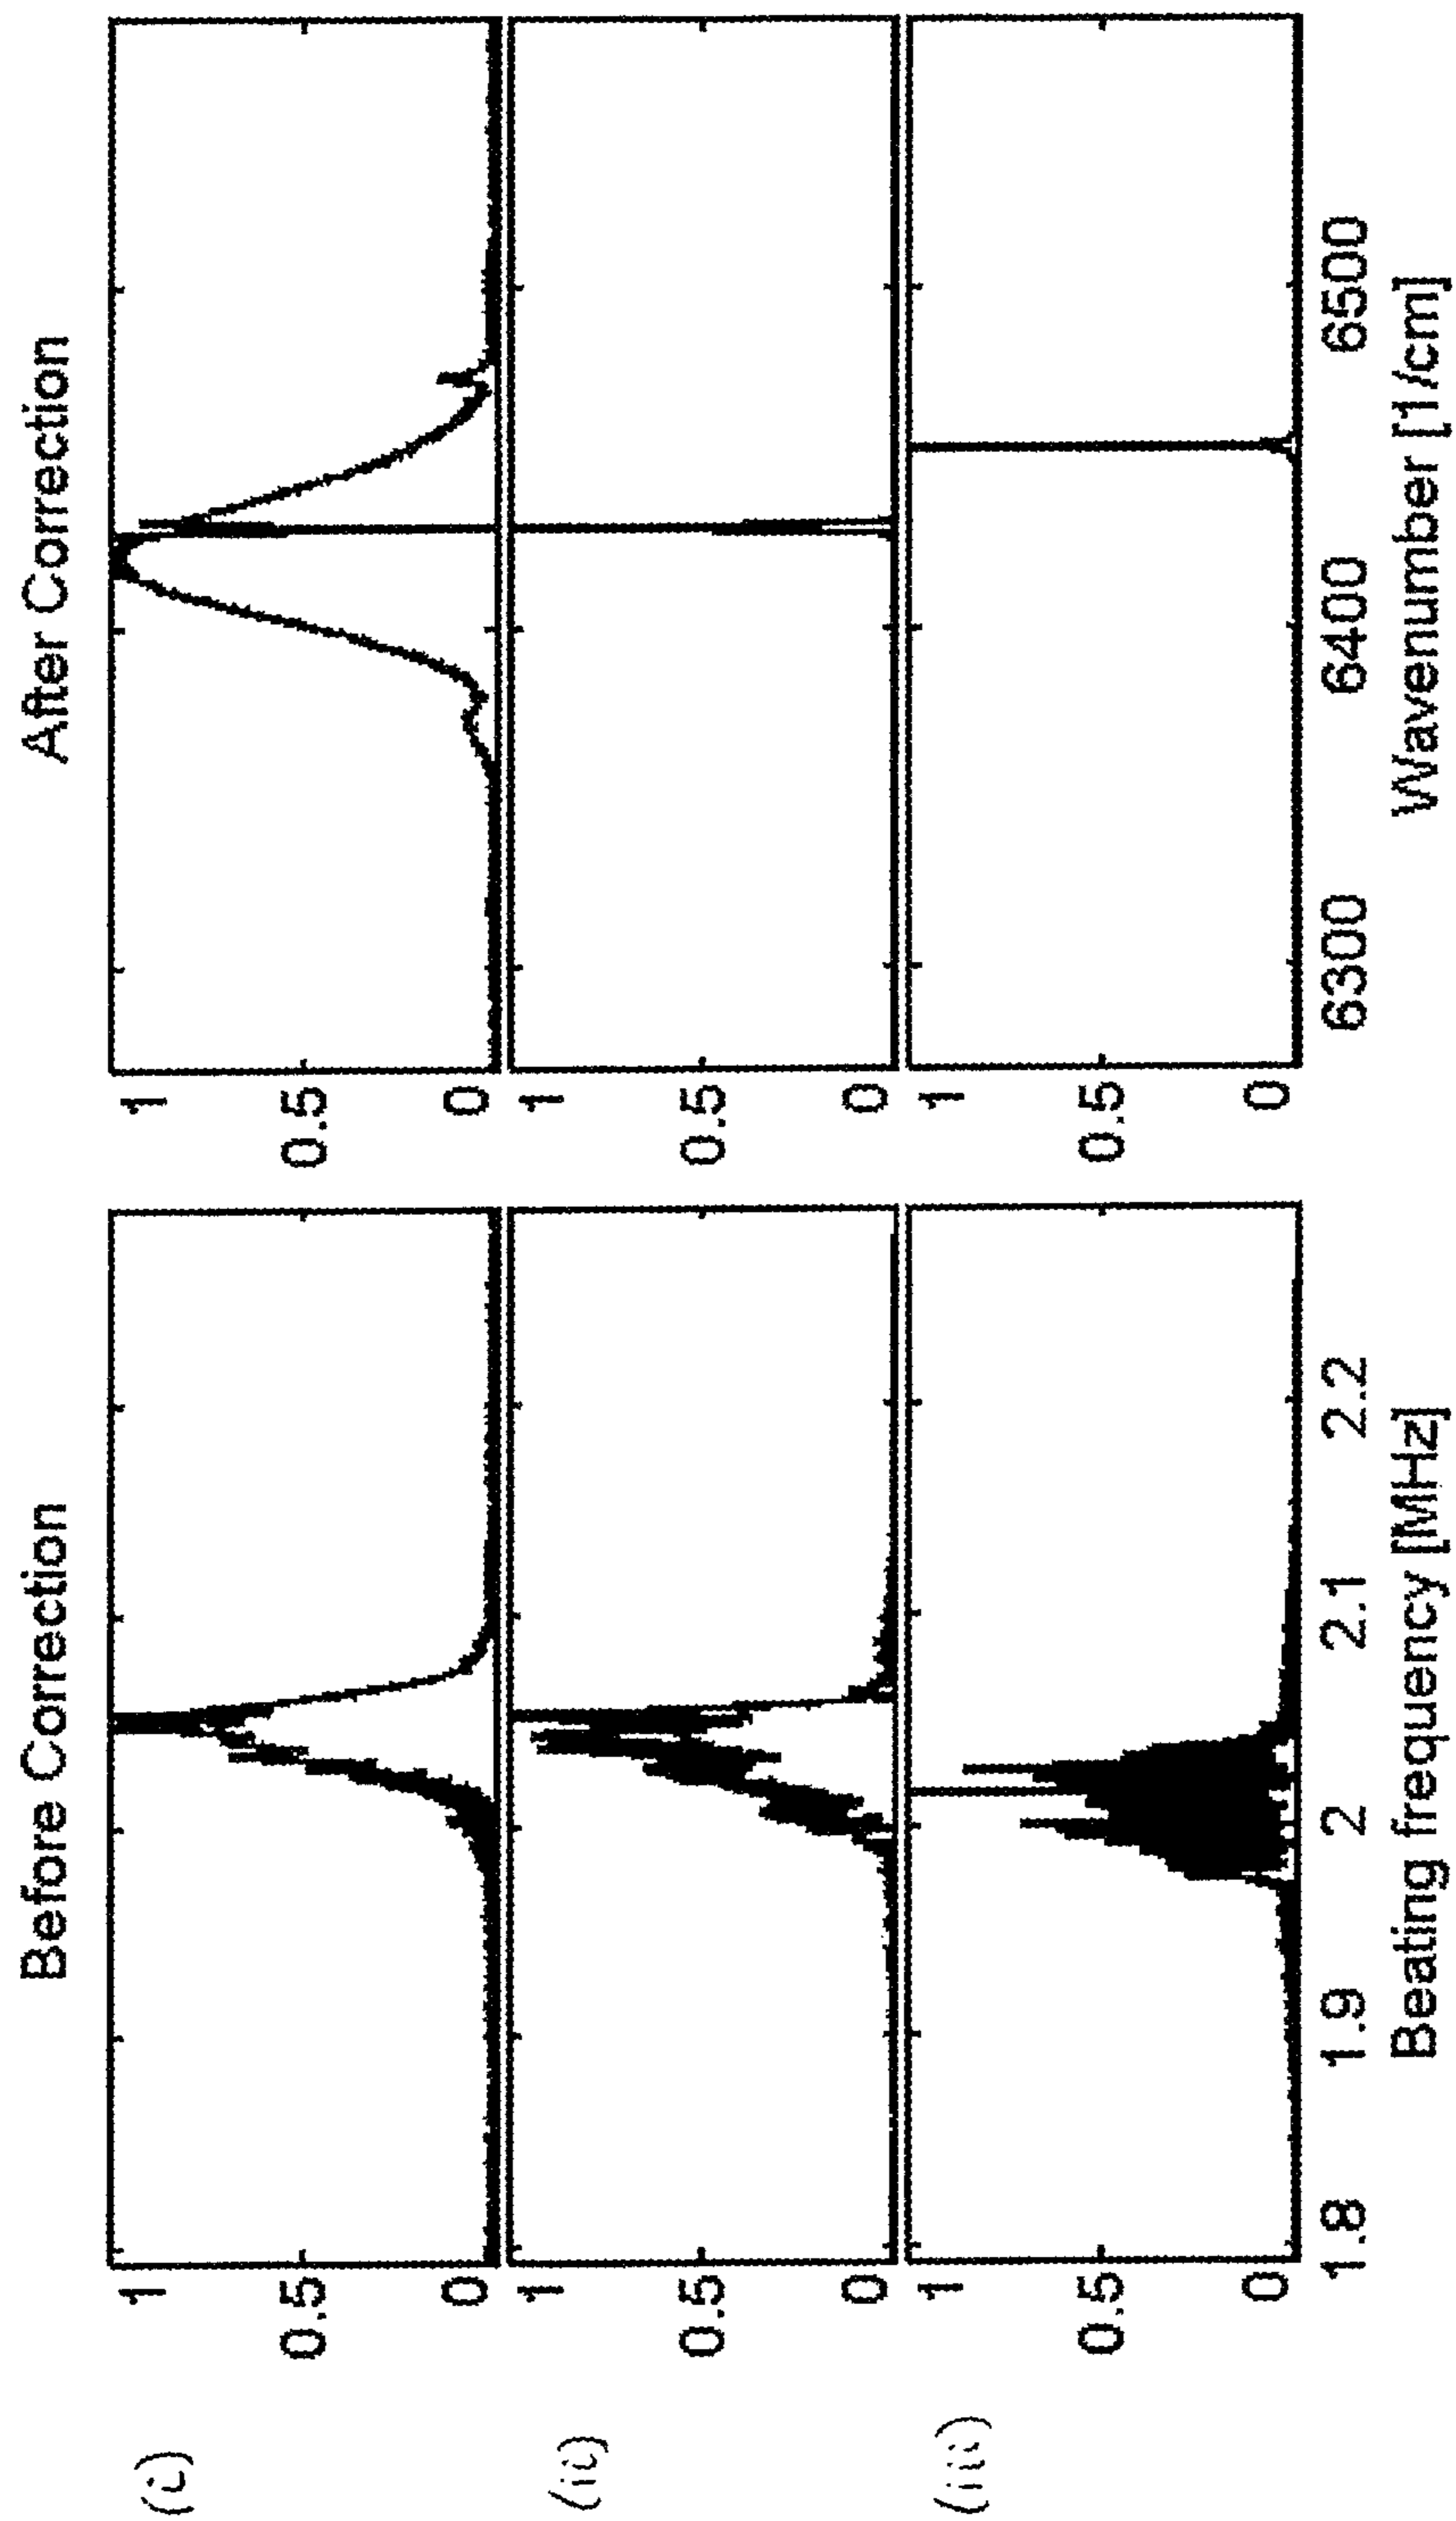 Before Correction
After Correction
(i)
1
0.5
0
1
0.5
0
(ii)
1
0.5
0
1
0.5
0
(iii)
1
0.5
0
1
0.5
0
1.8 1.9 2 2.1 2.2
6300 6400 6500
Beating frequency [MHz]
Wavenumber [1/cm]